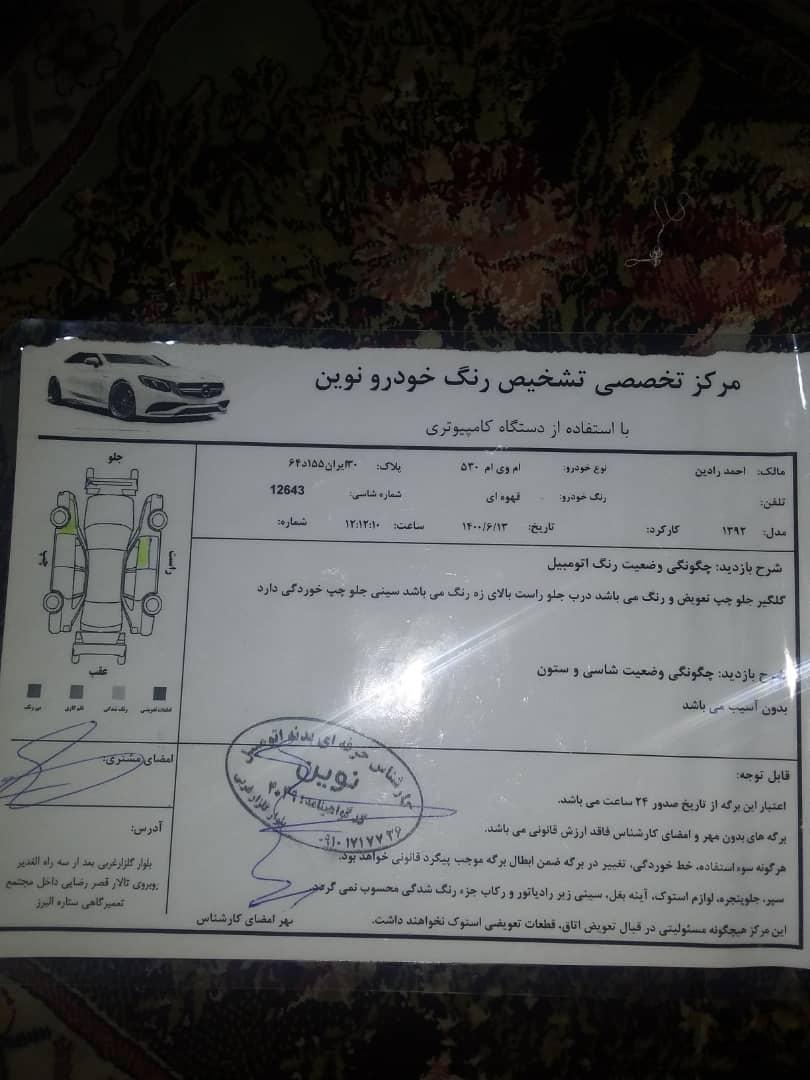 مرکز تخصصی تشخیص رنگ خودرو نوین
با استفاده از دستگاه کامپیوتری
مالک: احمد رادین نوع خودرو: ام وی ام ۵۳۰ پلاک: ۳۰ایران۱۵۵د۶۴
تلفن: رنگ خودرو: قهوه ای شماره شاسی: 12643
مدل: ۱۳۹۲ کارکرد: تاریخ: ۱۴۰۰/۶/۱۳ ساعت: ۱۲:۱۲:۱۰ شماره:
شرح بازدید: چگونگی وضعیت رنگ اتومبیل
گلگیر جلو چپ تعویض و رنگ می باشد درب جلو راست بالای زه رنگ می باشد سینی جلو چپ خوردگی دارد
شرح بازدید: چگونگی وضعیت شاسی و ستون
بدون آسیب می باشد
قابل توجه:
اعتبار این برگه از تاریخ صدور ۲۴ ساعت می باشد.
برگه های بدون مهر و امضای کارشناس فاقد ارزش قانونی می باشد.
هرگونه سوء استفاده، خط خوردگی، تغییر در برگه ضمن ابطال برگه موجب پیگرد قانونی خواهد بود.
سپر، جلوپنجره، لوازم استوک، آینه بغل، سینی زیر رادیاتور و رکاب جزء رنگ شدگی محسوب نمی گردد.
این مرکز هیچگونه مسئولیتی در قبال تعویض اتاق، قطعات تعویضی استوک نخواهند داشت.
مهر امضای کارشناس
جلو
راست
چپ
عقب
قطعات تعویضی
رنگ شدگی
بی رنگ
امضای مشتری:
آدرس:
بلوار گلزارغربی بعد از سه راه الغدیر
روبروی تالار قصر رضایی داخل مجتمع
تعمیرگاهی ستاره البرز
کارشناس حرفه ای بدنه اتومبیل
نوین
بلوار گلزار غربی